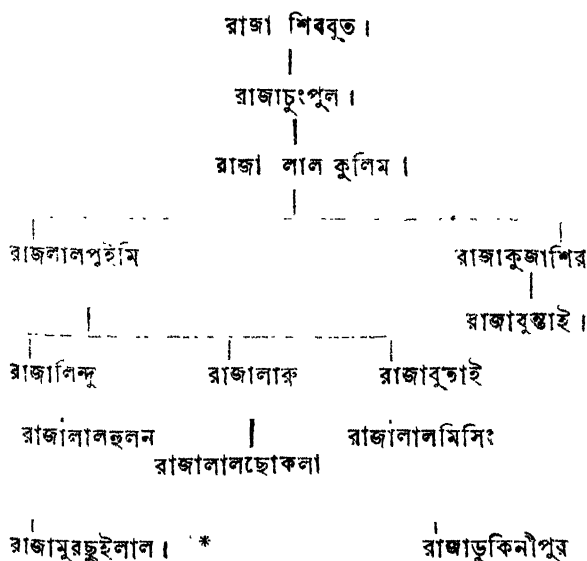 রাজা শিববুত।
রাজাচুংপুল।
রাজা লাল কুলিম।
রাজলালপুইমি রাজাকুজাশির
রাজাবুন্তাই।
রাজালিন্দু রাজালারু রাজাবুন্তাই
রাজালালহুলন রাজালালমিসিং
রাজালালছোকলা
রাজামুরছুইলাল। * রাজাডুকিনীপুর